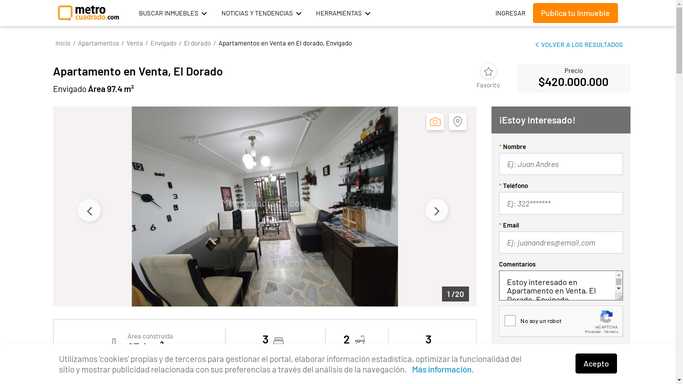 metro
cuadrado.com
BUSCAR INMUEBLES
NOTICIAS Y TENDENCIAS
HERRAMIENTAS
INGRESAR
Publica tu Inmueble
Inicio / Apartamentos / Venta / Envigado / El dorado / Apartamentos en Venta en El dorado, Envigado
VOLVER A LOS RESULTADOS
Apartamento en Venta, El Dorado
Envigado Área 97.4 m²
Favorito
Precio
$420.000.000
1 / 20
¡Estoy Interesado!
* Nombre
Ej: Juan Andres
* Teléfono
Ej: 322*******
* Email
Ej: juanandres@email.com
Comentarios
Estoy interesado en
Apartamento en Venta, El
Dorado, Envigado
No soy un robot
reCAPTCHA
Privacidad - Términos
Área construida
3
2
3
Utilizamos 'cookies' propias y de terceros para gestionar el portal, elaborar información estadística, optimizar la funcionalidad del
sitio y mostrar publicidad relacionada con sus preferencias a través del análisis de la navegación. Más información.
Acepto